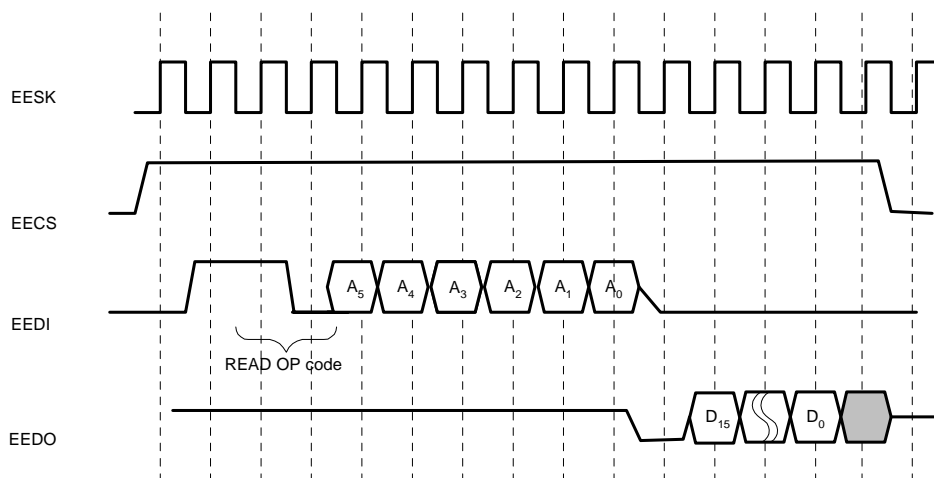 EESK
EECS
EEDI
A₅ A₄ A₃ A₂ A₁ A₀
READ OP code
EEDO
D₁₅ D₀